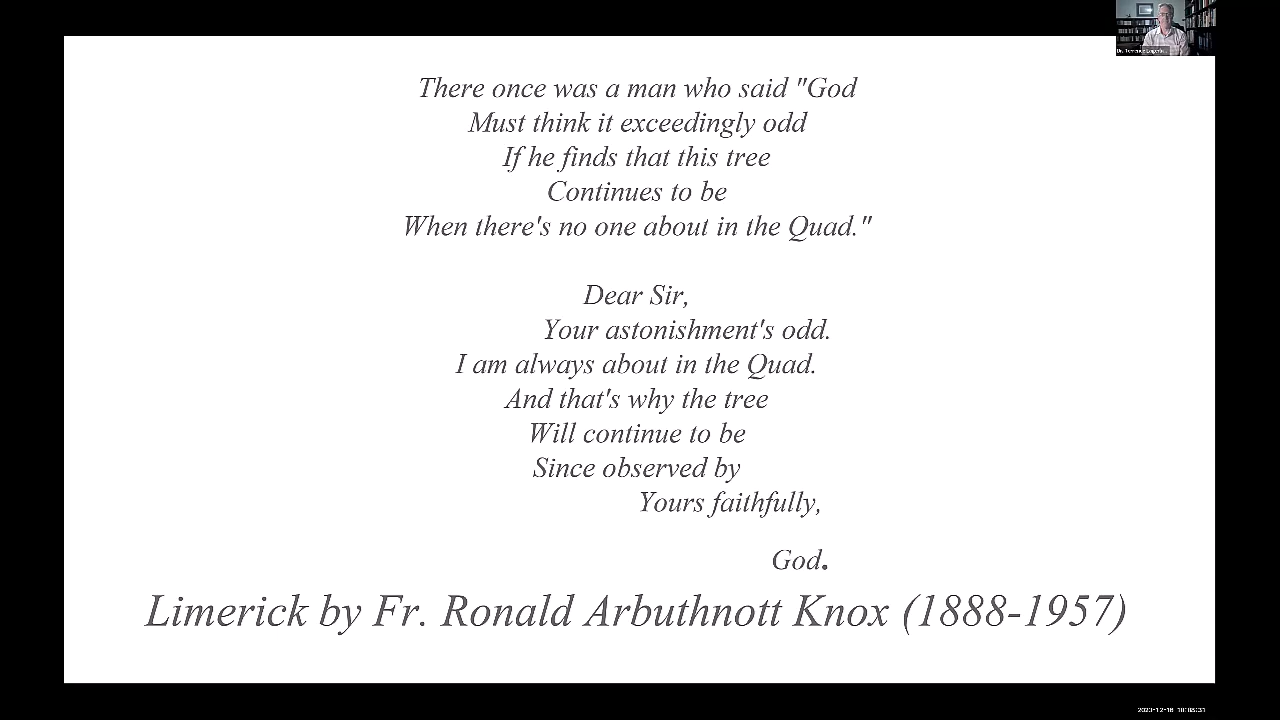 There once was a man who said "God
Must think it exceedingly odd
If he finds that this tree
Continues to be
When there's no one about in the Quad."
Dear Sir,
Your astonishment's odd.
I am always about in the Quad.
And that's why the tree
Will continue to be
Since observed by
Yours faithfully,
God.
Limerick by Fr. Ronald Arbuthnott Knox (1888-1957)
Dr. Terrence